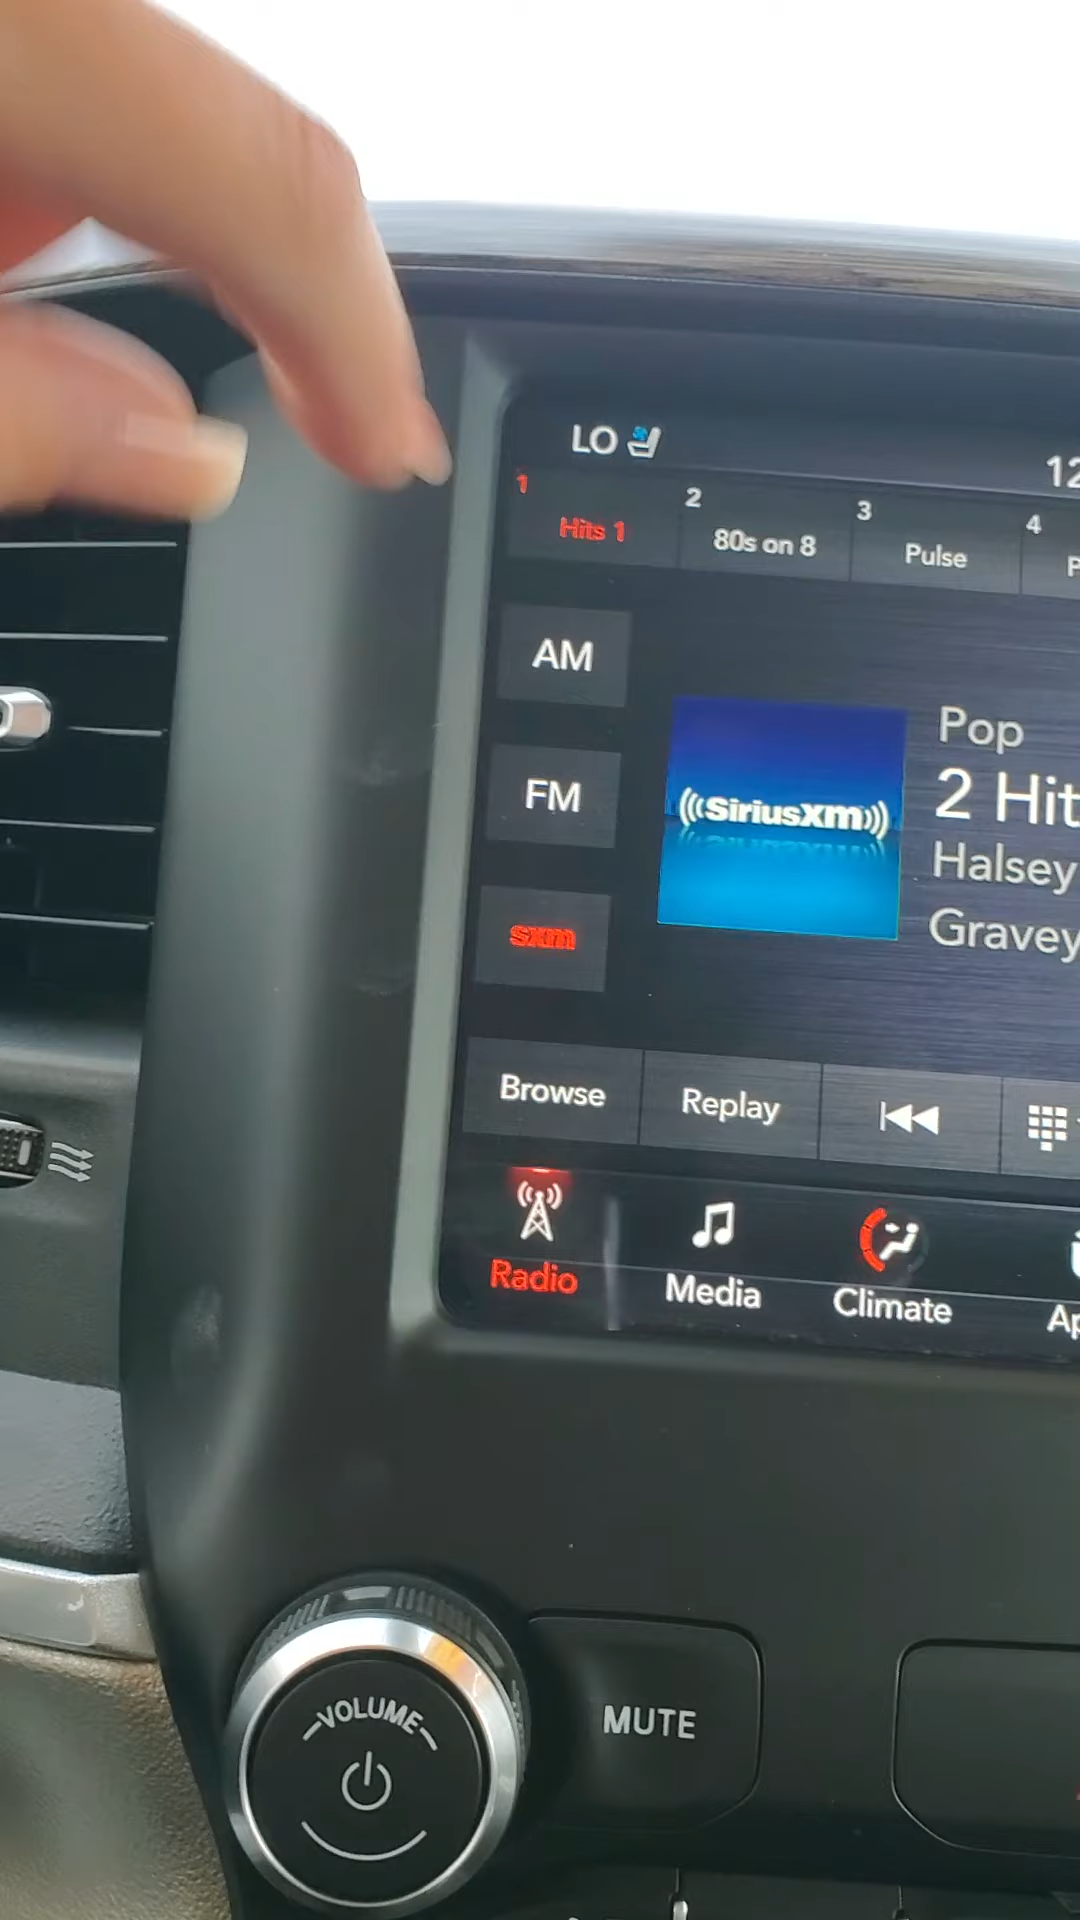 LO
12
1 2 3 4
Hits 1 80s on 8 Pulse P
AM
Pop
FM
2 Hit
((SiriusXM))
Halsey
sxm
Gravey
Browse Replay
Radio Media Climate Ap
VOLUME
MUTE